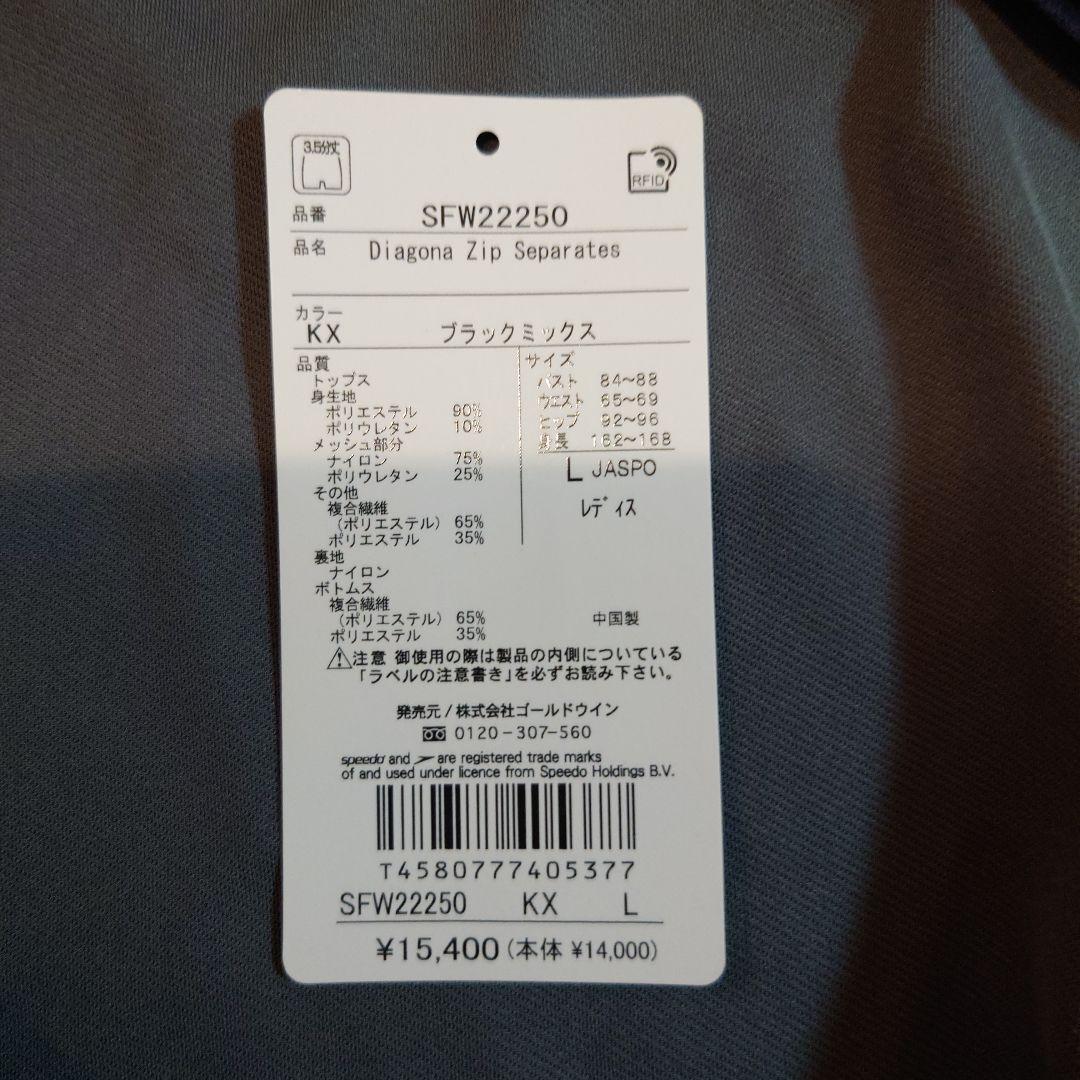 3.5分丈
RFID
品番 SFW22250
品名 Diagona Zip Separates
カラー
KX ブラックミックス
品質
トップス
身生地
ポリエステル 90%
ポリウレタン 10%
メッシュ部分
ナイロン 75%
ポリウレタン 25%
その他
複合繊維
(ポリエステル) 65%
ポリエステル 35%
裏地
ナイロン
ボトムス
複合繊維
(ポリエステル) 65%
ポリエステル 35%
サイズ
バスト 84~88
ウエスト 65~69
ヒップ 92~96
身長 162~168
L JASPO
レディス
中国製
注意 御使用の際は製品の内側についている
「ラベルの注意書き」を必ずお読み下さい。
発売元/株式会社ゴールドウイン
0120-307-560
speedo and are registered trade marks
of and used under licence from Speedo Holdings B.V.
T4580777405377
SFW22250 KX L
¥15,400(本体 ¥14,000)